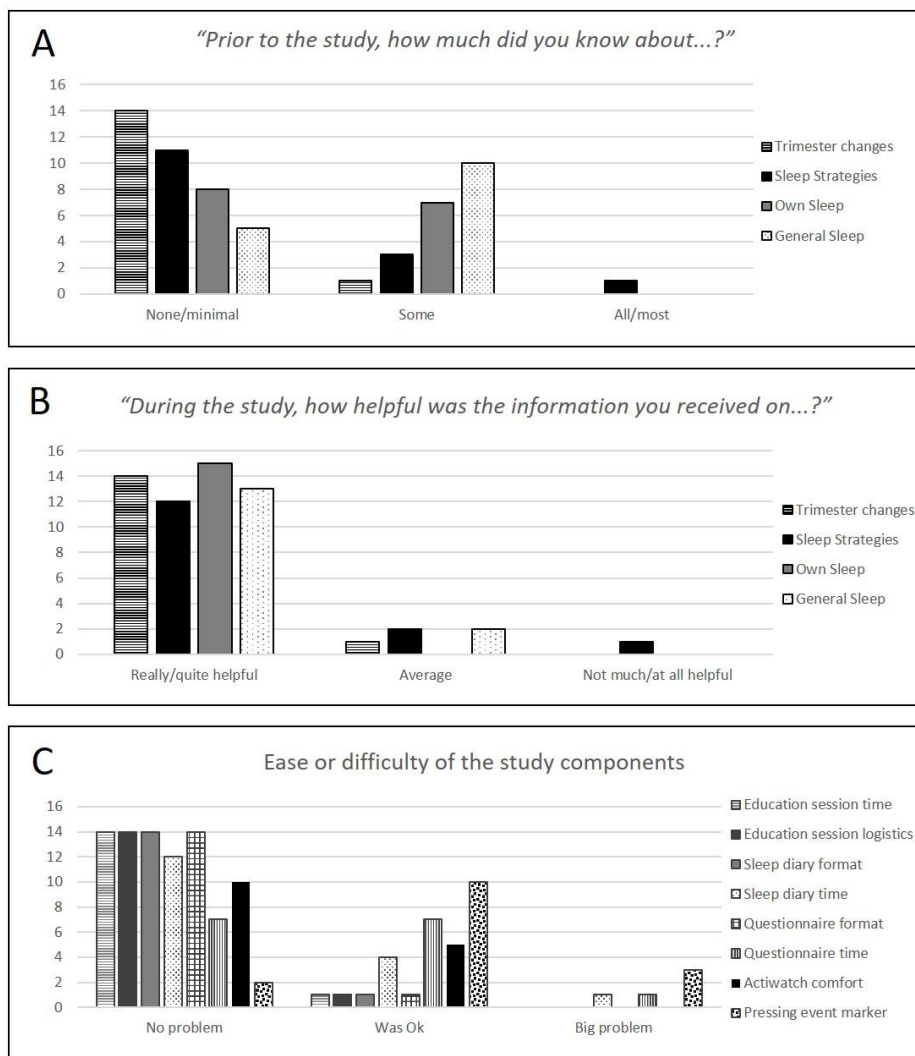 A
“Prior to the study, how much did you know about...?”
16
14
12
10
8
6
4
2
0
None/minimal Some All/most
Trimester changes
Sleep Strategies
Own Sleep
General Sleep
B
“During the study, how helpful was the information you received on...?”
16
14
12
10
8
6
4
2
0
Really/quite helpful Average Not much/at all helpful
Trimester changes
Sleep Strategies
Own Sleep
General Sleep
C
Ease or difficulty of the study components
16
14
12
10
8
6
4
2
0
No problem Was Ok Big problem
Education session time
Education session logistics
Sleep diary format
Sleep diary time
Questionnaire format
Questionnaire time
Actiwatch comfort
Pressing event marker